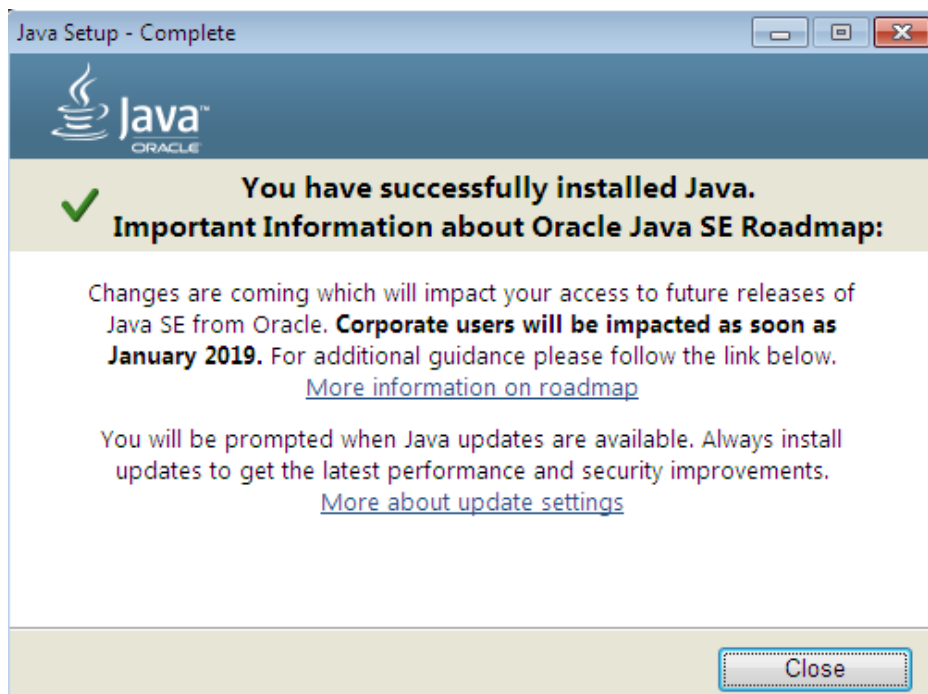 Java Setup - Complete
Java™
ORACLE
You have successfully installed Java.
Important Information about Oracle Java SE Roadmap:
Changes are coming which will impact your access to future releases of
Java SE from Oracle. Corporate users will be impacted as soon as
January 2019. For additional guidance please follow the link below.
More information on roadmap
You will be prompted when Java updates are available. Always install
updates to get the latest performance and security improvements.
More about update settings
Close